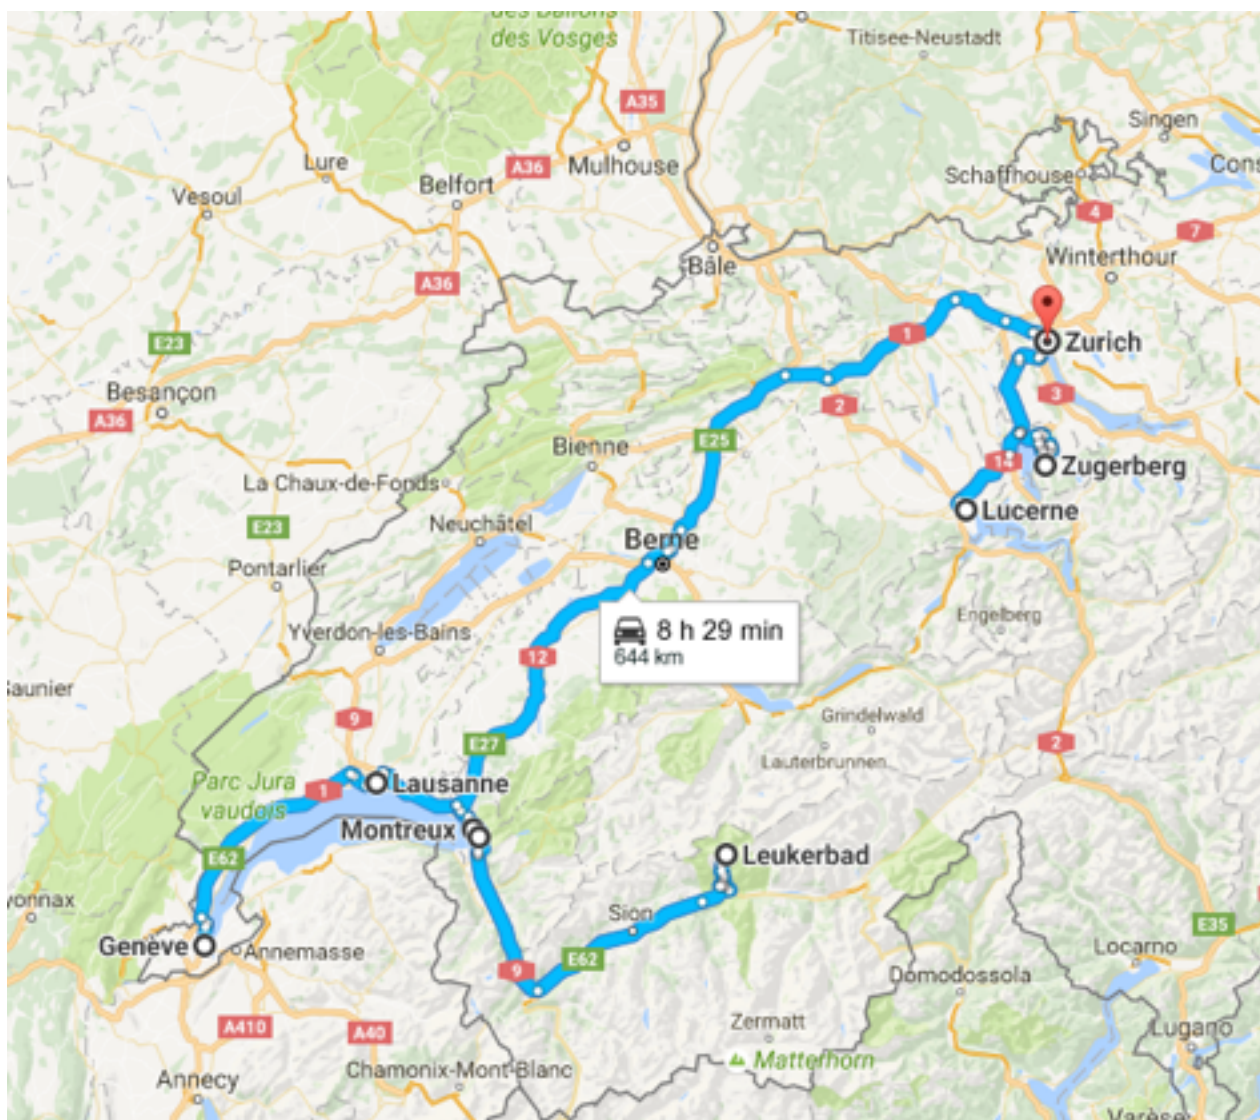 des Ballons
des Vosges
Titisee-Neustadt
A35
Singen
Lure
A36
Mulhouse
Schaffhouse
Cons
Vesoul
Belfort
4
7
Bâle
Winterthour
A36
E23
1
Zurich
Besançon
A36
2
3
Bienne
E25
14
Zugerberg
La Chaux-de-Fonds
Lucerne
E23
Neuchâtel
Berne
Pontarlier
8 h 29 min
644 km
Engelberg
Yverdon-les-Bains
12
Saunier
9
E27
Grindelwald
2
Lauterbrunnen
Parc Jura
vaudois
1
Lausanne
Montreux
E62
Leukerbad
yonnax
Sion
E35
Genève
Annemasse
E62
9
Locarno
Domodossola
A410
A40
Zermatt
Lugano
Matterhorn
Chamonix-Mont-Blanc
Annecy
Varèse